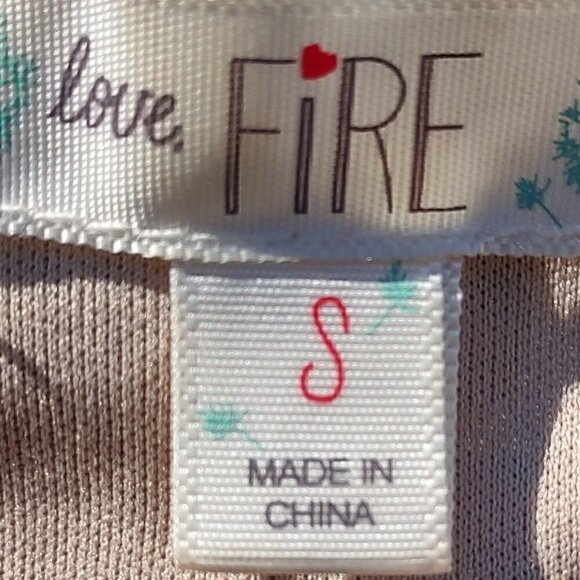 love, FiRE
S
MADE IN
CHINA